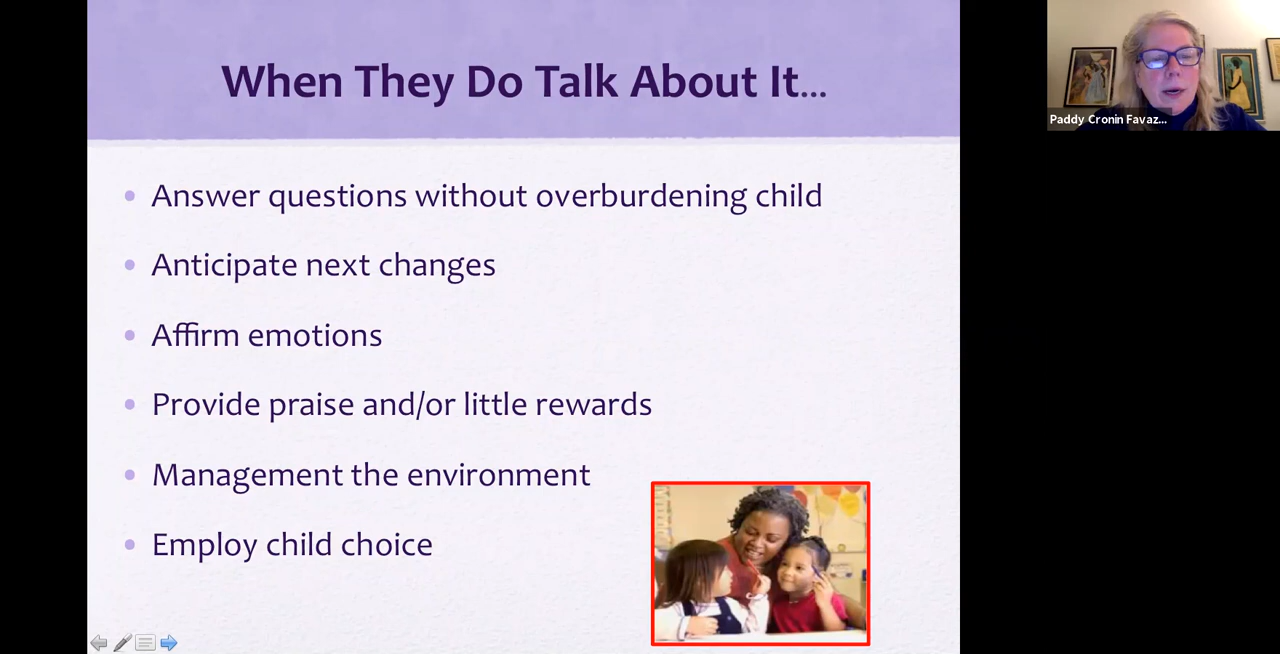 When They Do Talk About It...
Paddy Cronin Favaz...
• Answer questions without overburdening child
• Anticipate next changes
• Affirm emotions
• Provide praise and/or little rewards
• Management the environment
• Employ child choice